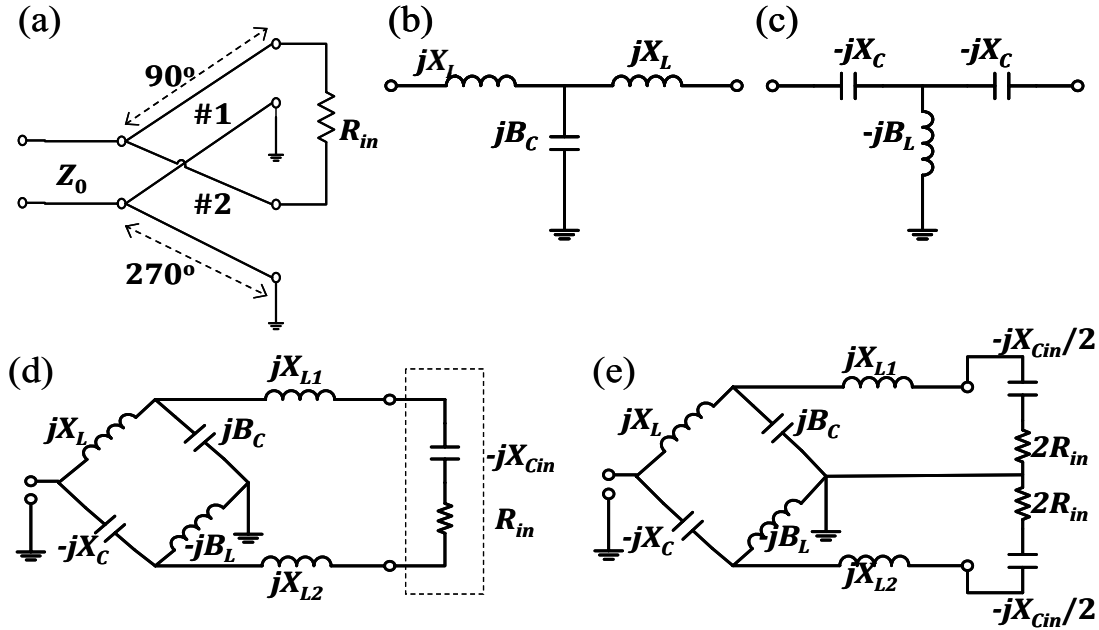 (a)
90º
#1
R_in
Z_0
#2
270º
(b)
jX_L
jX_L
jB_C
(c)
-jX_C
-jX_C
-jB_L
(d)
jX_L1
jX_L
jB_C
-jX_Cin
R_in
-jX_C
-jB_L
jX_L2
(e)
-jX_Cin/2
jX_L1
jX_L
jB_C
2R_in
2R_in
-jX_C
-jB_L
jX_L2
-jX_Cin/2